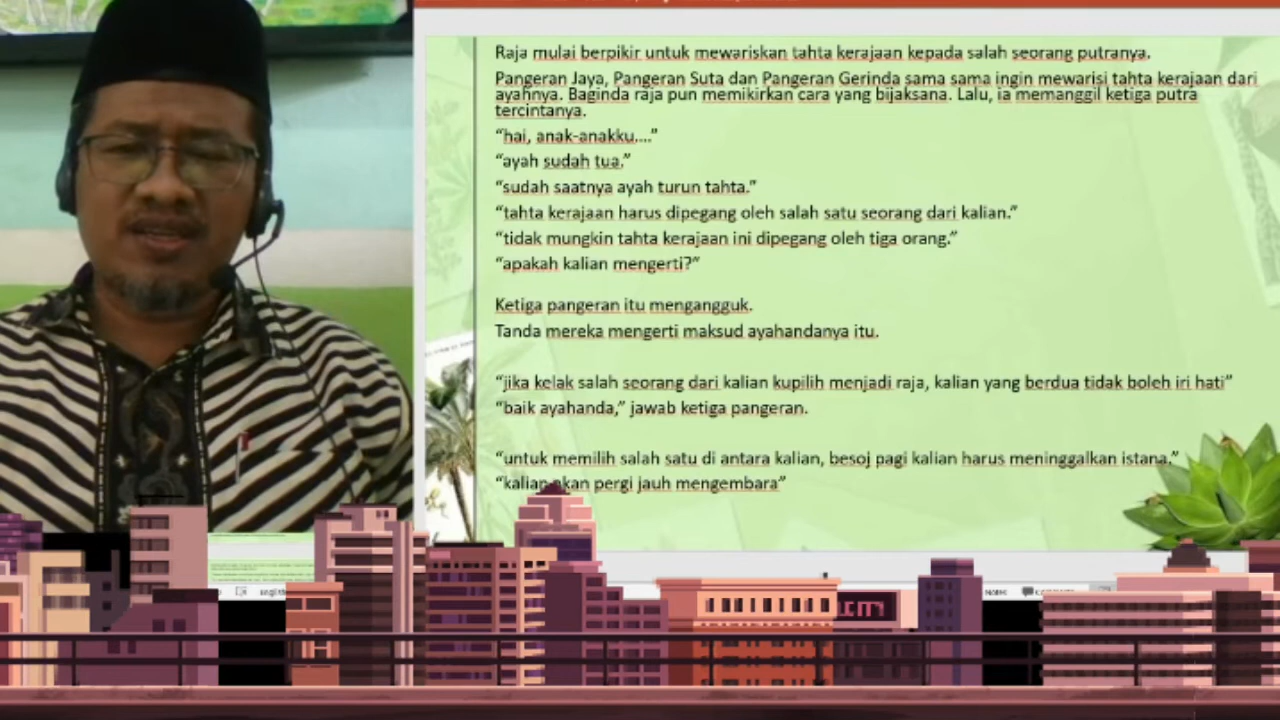 Raja mulai berpikir untuk mewariskan tahta kerajaan kepada salah seorang putranya.
Pangeran Jaya, Pangeran Suta dan Pangeran Gerinda sama sama ingin mewarisi tahta kerajaan dari
ayahnya. Baginda raja pun memikirkan cara yang bijaksana. Lalu, ia memanggil ketiga putra
tercintanya.
“hai, anak-anakku....”
“ayah sudah tua.”
“sudah saatnya ayah turun tahta.”
“tahta kerajaan harus dipegang oleh salah satu seorang dari kalian.”
“tidak mungkin tahta kerajaan ini dipegang oleh tiga orang.”
“apakah kalian mengerti?”
Ketiga pangeran itu mengangguk.
Tanda mereka mengerti maksud ayahandanya itu.
“jika kelak salah seorang dari kalian kupilih menjadi raja, kalian yang berdua tidak boleh iri hati”
“baik ayahanda,” jawab ketiga pangeran.
“untuk memilih salah satu di antara kalian, besoj pagi kalian harus meninggalkan istana.”
“kalian akan pergi jauh mengembara”